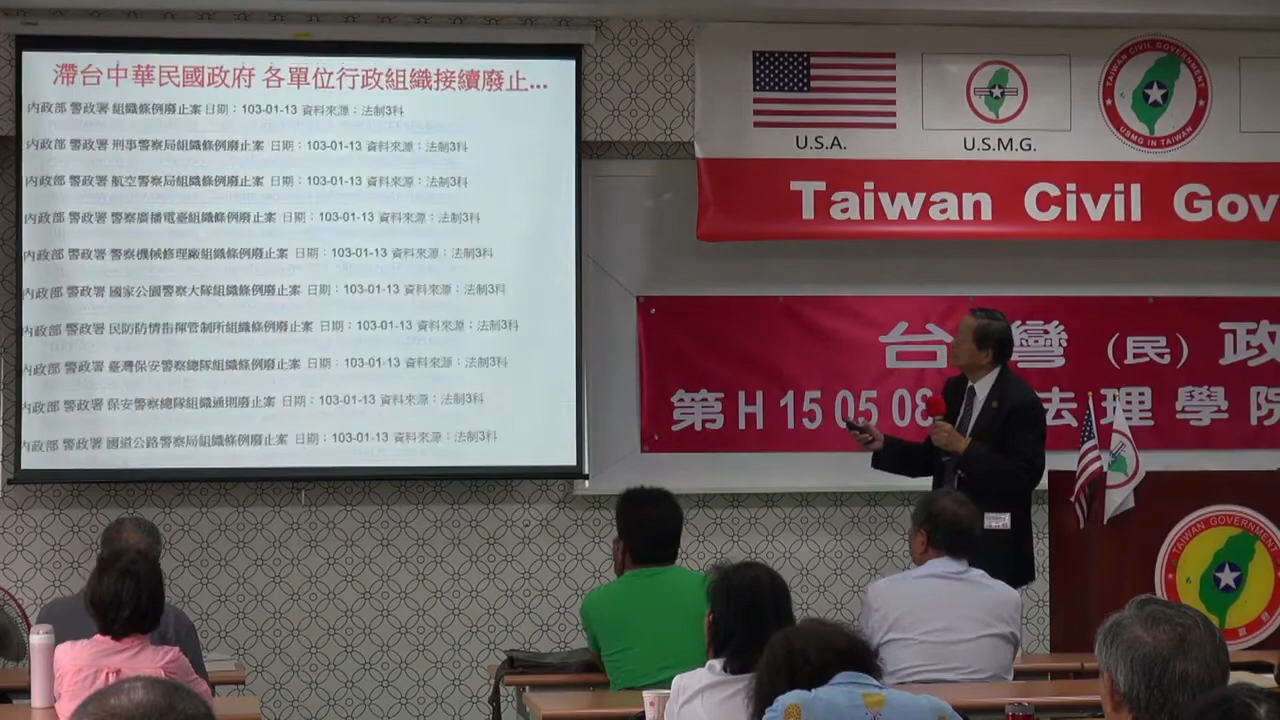 滯台中華民國政府 各單位行政組織接續廢止...
內政部 警政署 組織條例廢止案 日期：103-01-13 資料來源：法制3科
內政部 警政署 刑事警察局組織條例廢止案 日期：103-01-13 資料來源：法制3科
內政部 警政署 航空警察局組織條例廢止案 日期：103-01-13 資料來源：法制3科
內政部 警政署 警察廣播電臺組織條例廢止案 日期：103-01-13 資料來源：法制3科
內政部 警政署 警察機械修理廠組織條例廢止案 日期：103-01-13 資料來源：法制3科
內政部 警政署 國家公園警察大隊組織條例廢止案 日期：103-01-13 資料來源：法制3科
內政部 警政署 民防防情指揮管制所組織條例廢止案 日期：103-01-13 資料來源：法制3科
內政部 警政署 臺灣保安警察總隊組織條例廢止案 日期：103-01-13 資料來源：法制3科
內政部 警政署 保安警察總隊組織通則廢止案 日期：103-01-13 資料來源：法制3科
內政部 警政署 國道公路警察局組織條例廢止案 日期：103-01-13 資料來源：法制3科
U.S.A.
U.S.M.G.
TAIWAN CIVIL GOVERNMENT
USMG IN TAIWAN
Taiwan Civil Gov
台灣（民）政
第H 15 05 08 法理學院
TAIWAN GOVERNMENT